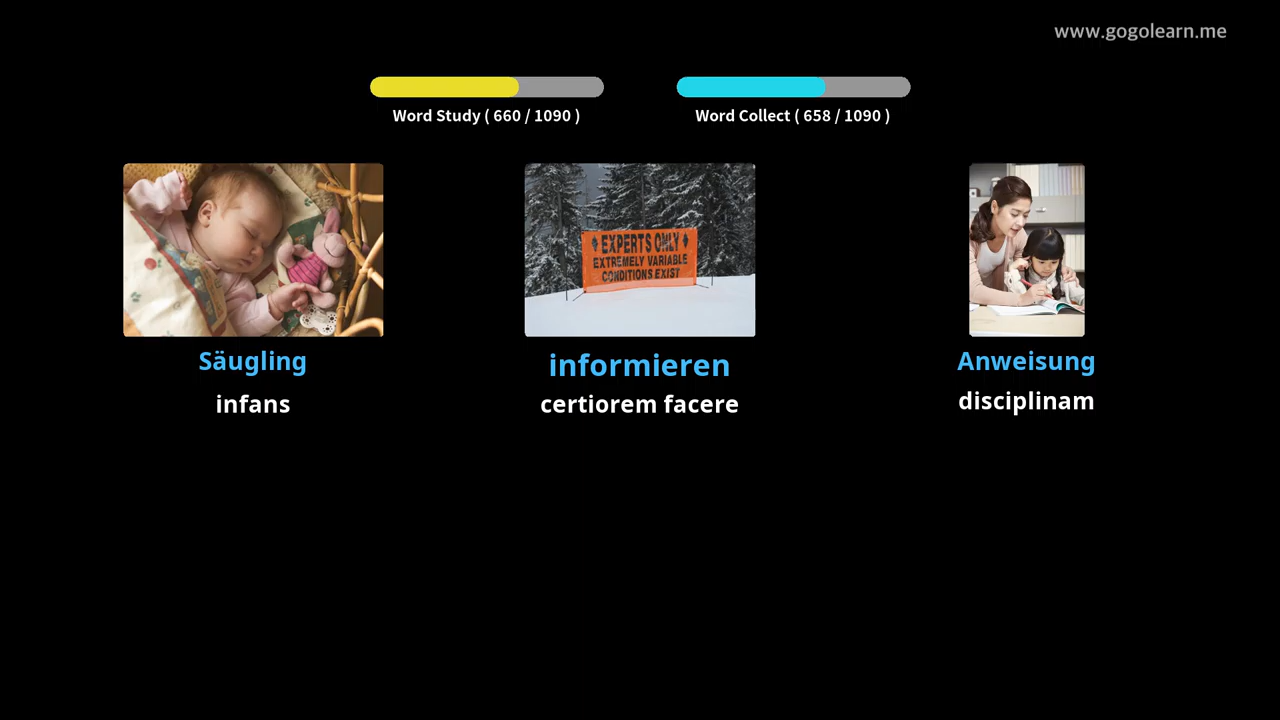 www.gogolearn.me
Word Study ( 660 / 1090 )
Word Collect ( 658 / 1090 )
EXPERTS ONLY
EXTREMELY VARIABLE
CONDITIONS EXIST
Säugling
informieren
Anweisung
infans
certiorem facere
disciplinam